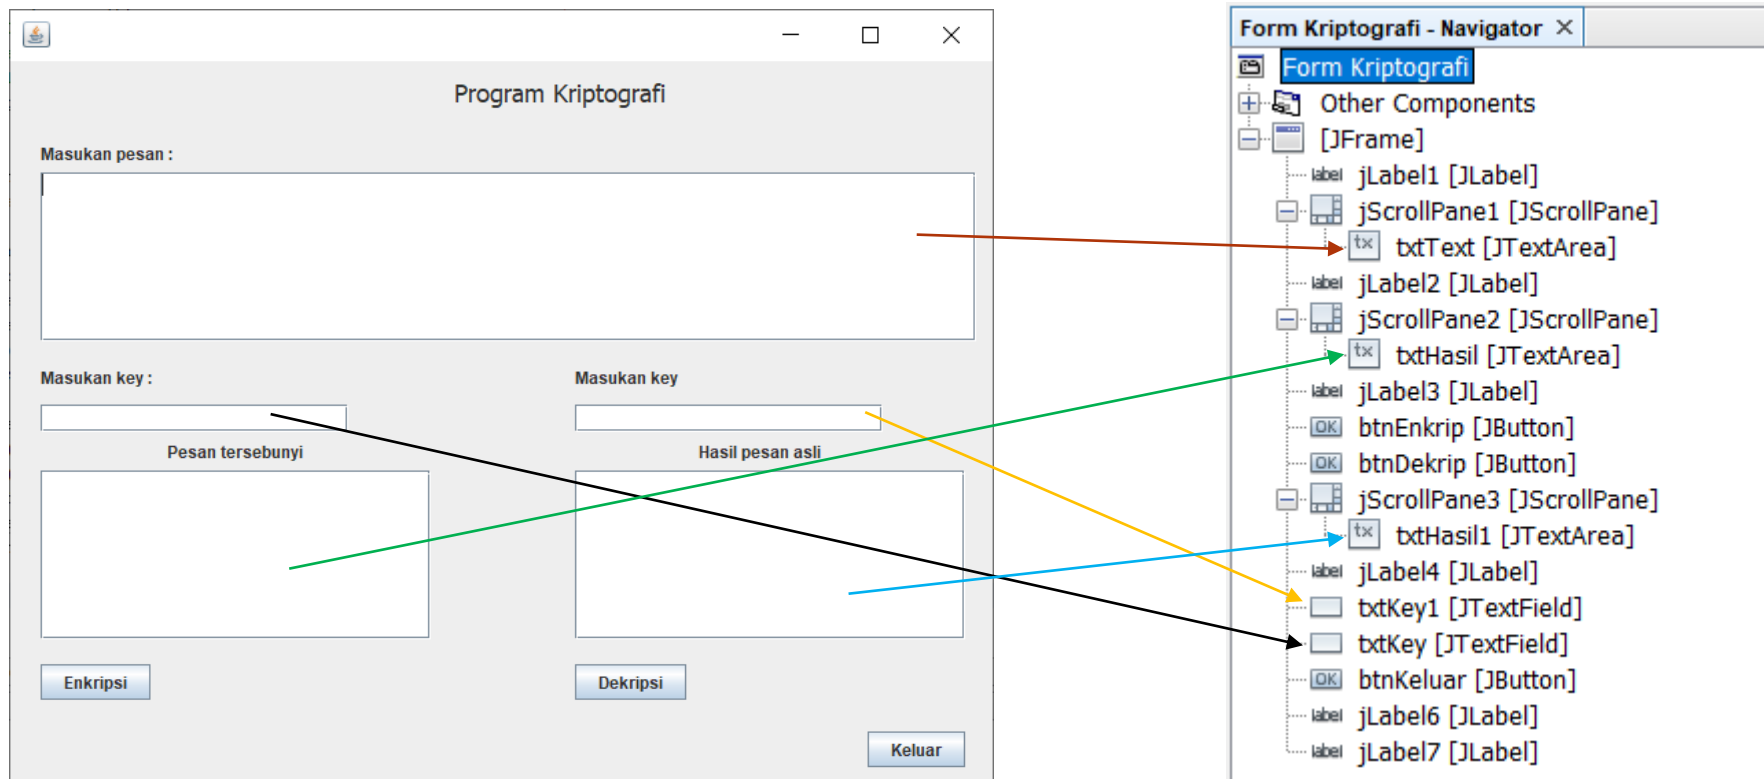 Program Kriptografi
Masukan pesan :
Masukan key :
Masukan key
Pesan tersebunyi
Hasil pesan asli
Enkripsi
Dekripsi
Keluar
Form Kriptografi - Navigator
Form Kriptografi
Other Components
[JFrame]
label jLabel1 [JLabel]
jScrollPane1 [JScrollPane]
tx txtText [JTextArea]
label jLabel2 [JLabel]
jScrollPane2 [JScrollPane]
tx txtHasil [JTextArea]
label jLabel3 [JLabel]
OK btnEnkrip [JButton]
OK btnDekrip [JButton]
jScrollPane3 [JScrollPane]
tx txtHasil1 [JTextArea]
label jLabel4 [JLabel]
txtKey1 [JTextField]
txtKey [JTextField]
OK btnKeluar [JButton]
label jLabel6 [JLabel]
label jLabel7 [JLabel]